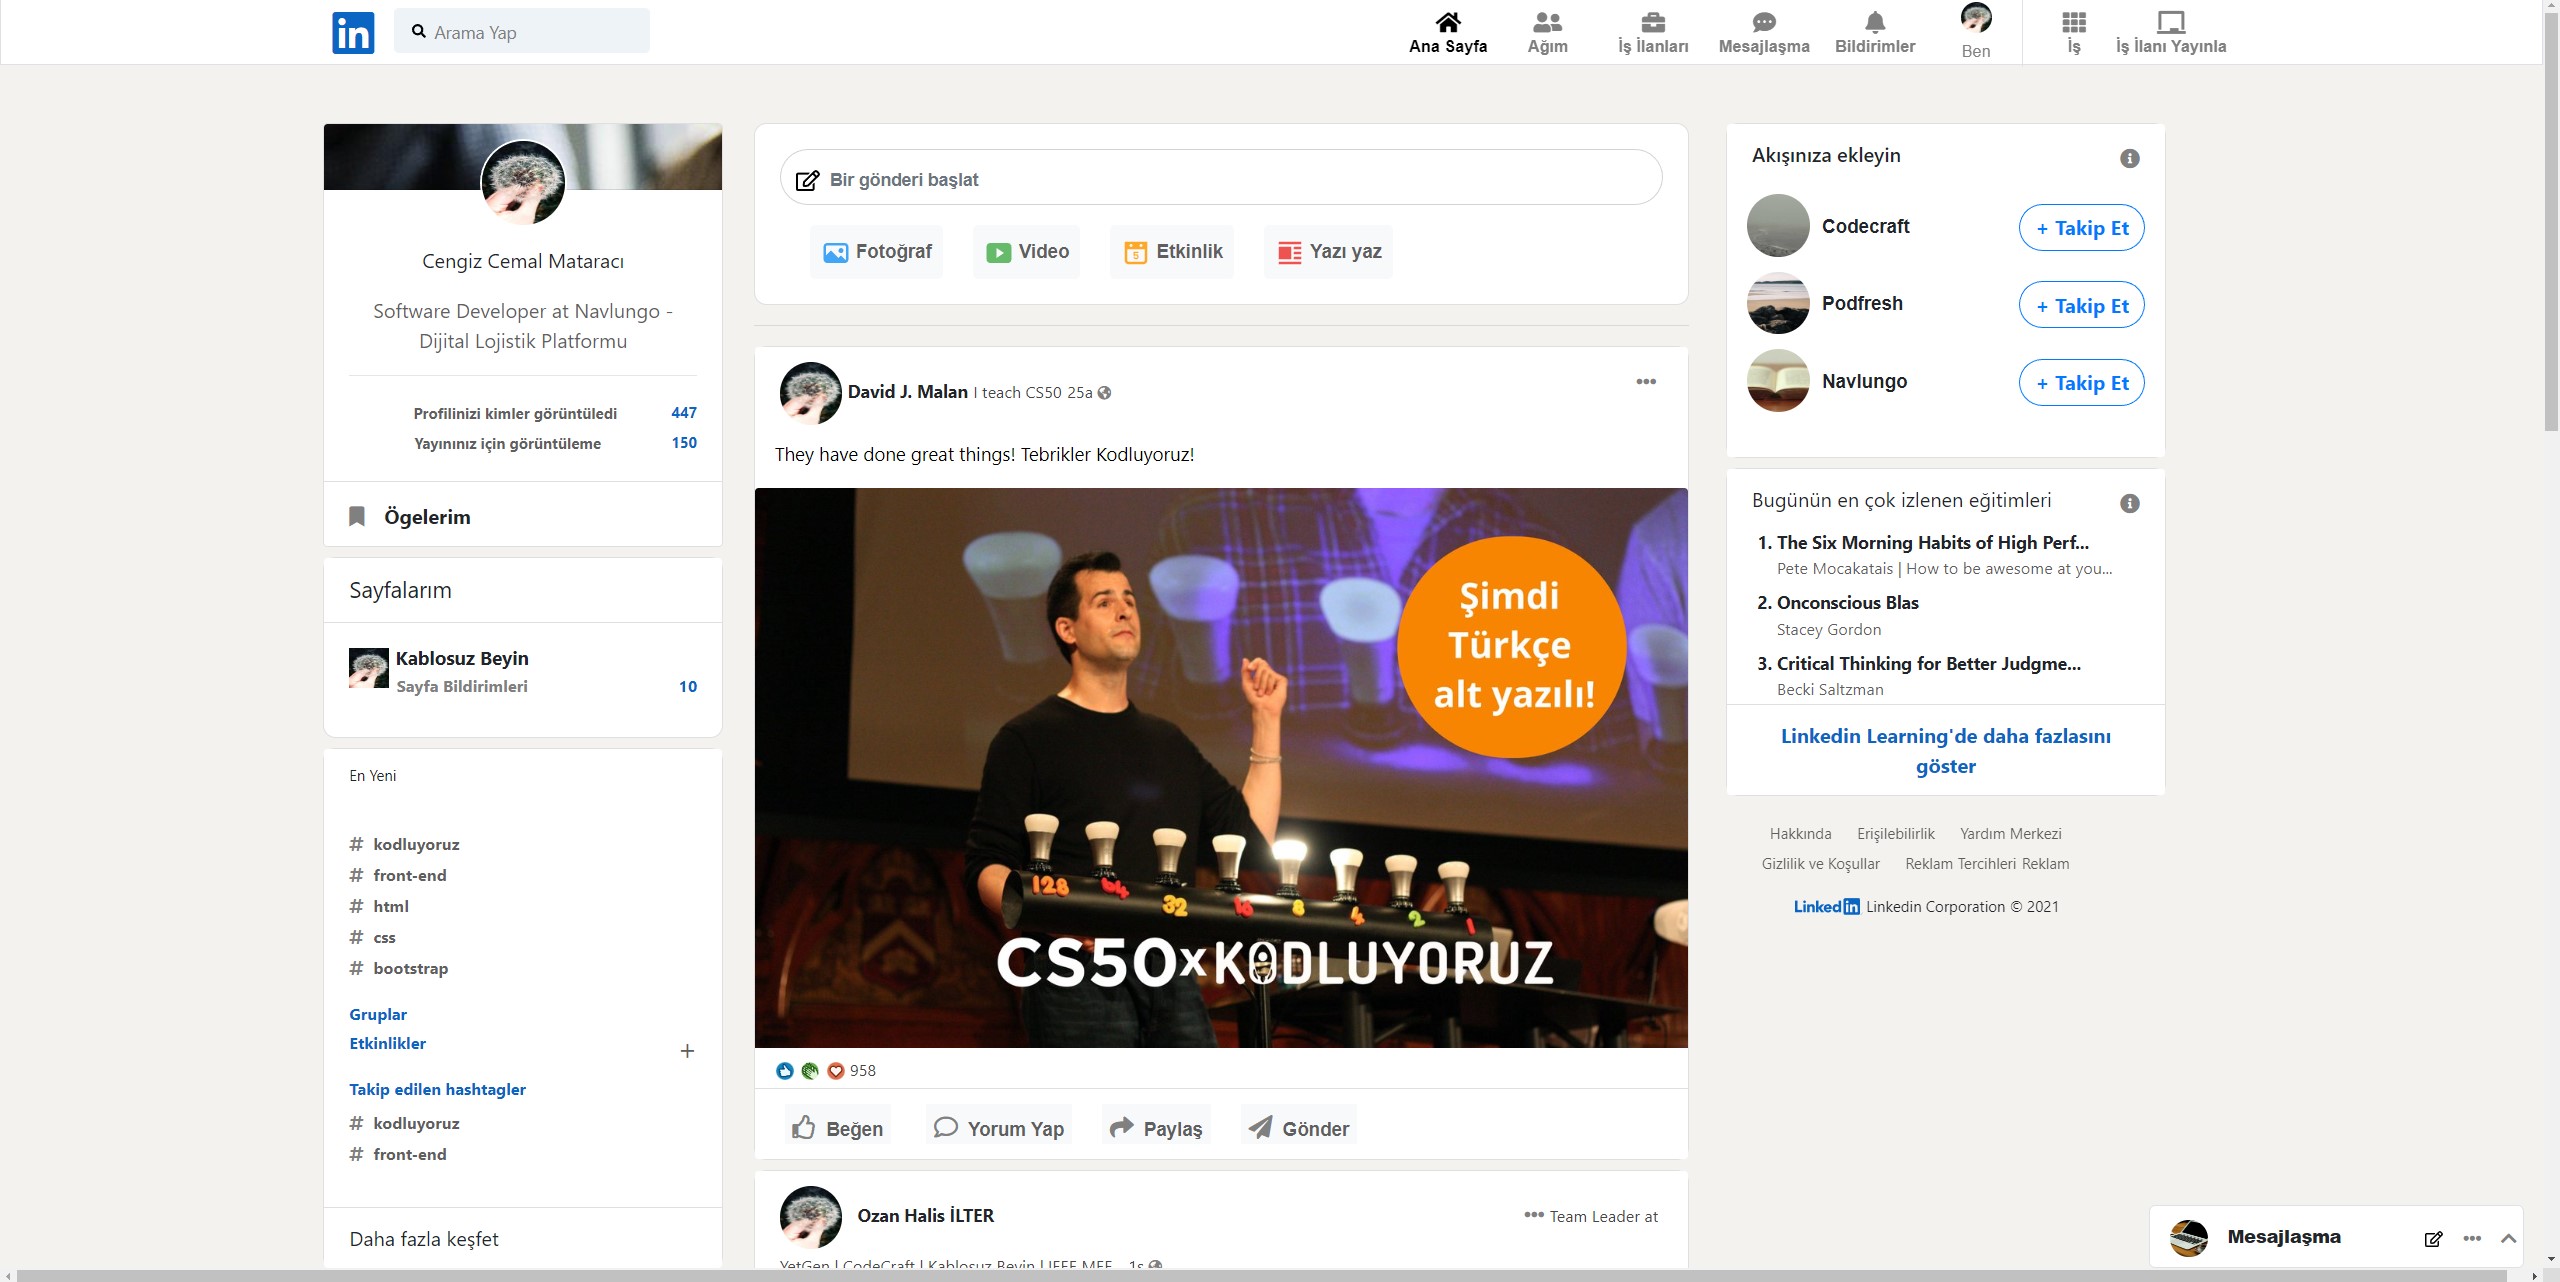 in
Arama Yap
Ana Sayfa
Ağım
İş İlanları
Mesajlaşma
Bildirimler
Ben
İş
İş İlanı Yayınla
Cengiz Cemal Mataracı
Software Developer at Navlungo -
Dijital Lojistik Platformu
Profilinizi kimler görüntüledi 447
Yayınınız için görüntüleme 150
Ögelerim
Sayfalarım
Kablosuz Beyin
Sayfa Bildirimleri 10
En Yeni
# kodluyoruz
# front-end
# html
# css
# bootstrap
Gruplar
Etkinlikler
+
Takip edilen hashtagler
# kodluyoruz
# front-end
Daha fazla keşfet
Bir gönderi başlat
Fotoğraf
Video
5
Etkinlik
Yazı yaz
David J. Malan I teach CS50 25a
They have done great things! Tebrikler Kodluyoruz!
Şimdi
Türkçe
alt yazılı!
128 64 32 16 8 4 2 1
CS50xKODLUYORUZ
958
Beğen
Yorum Yap
Paylaş
Gönder
Ozan Halis İLTER
Team Leader at
YetGen | CodeCraft | Kablosuz Beyin | IEEE MEF... 1s
Akışınıza ekleyin
Codecraft
+ Takip Et
Podfresh
+ Takip Et
Navlungo
+ Takip Et
Bugünün en çok izlenen eğitimleri
1. The Six Morning Habits of High Perf...
Pete Mocakatais | How to be awesome at you...
2. Onconscious Blas
Stacey Gordon
3. Critical Thinking for Better Judgme...
Becki Saltzman
Linkedin Learning'de daha fazlasını
göster
Hakkında Erişilebilirlik Yardım Merkezi
Gizlilik ve Koşullar Reklam Tercihleri Reklam
Linkedin Linkedin Corporation © 2021
Mesajlaşma